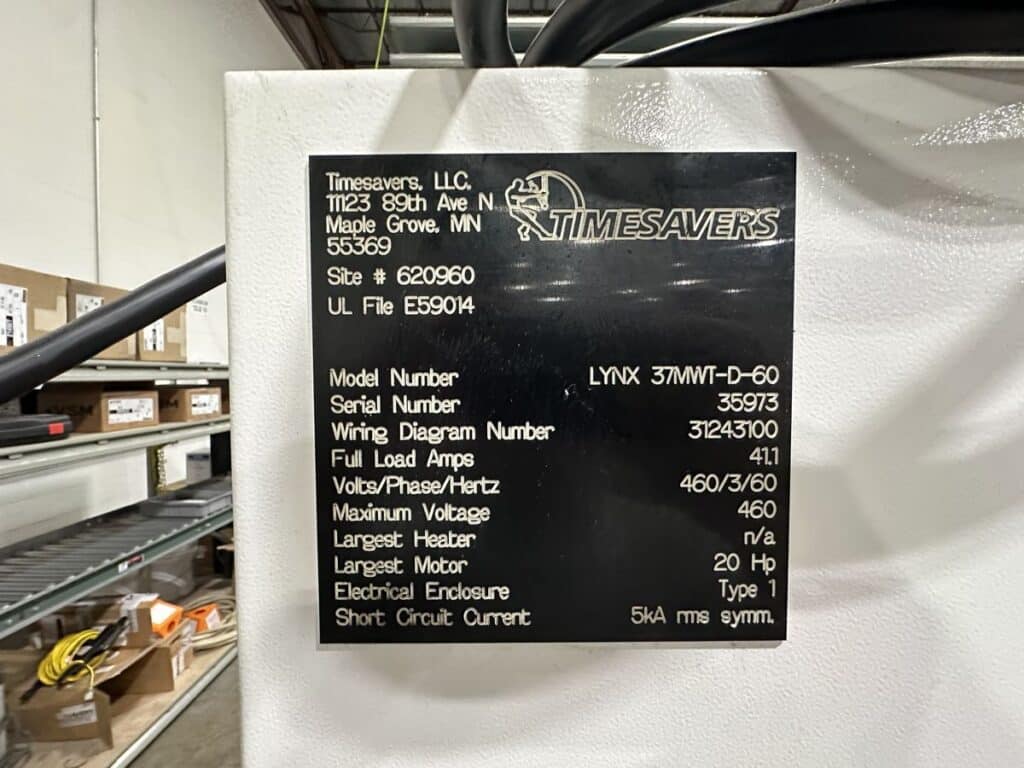 Timesavers, LLC.
11123 89th Ave N
Maple Grove, MN
55369
TIMESAVERS
Site # 620960
UL File E59014
Model Number LYNX 37MWT-D-60
Serial Number 35973
Wiring Diagram Number 31243100
Full Load Amps 41.1
Volts/Phase/Hertz 460/3/60
Maximum Voltage 460
Largest Heater n/a
Largest Motor 20 Hp
Electrical Enclosure Type 1
Short Circuit Current 5kA rms symm.